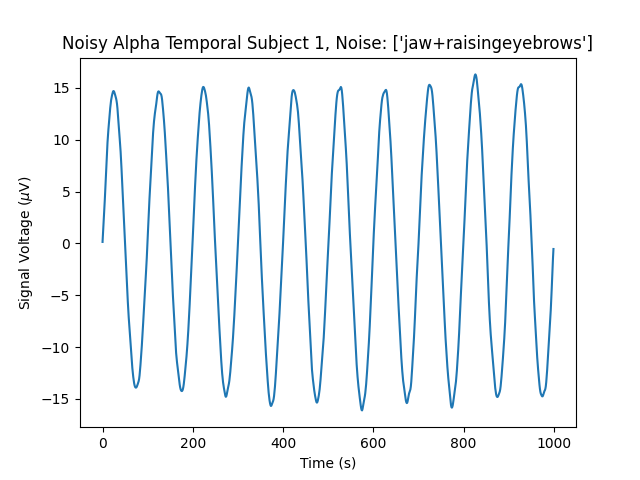 Noisy Alpha Temporal Subject 1, Noise: ['jaw+raisingeyebrows']
15
10
5
0
−5
−10
−15
Signal Voltage (μV)
0 200 400 600 800 1000
Time (s)